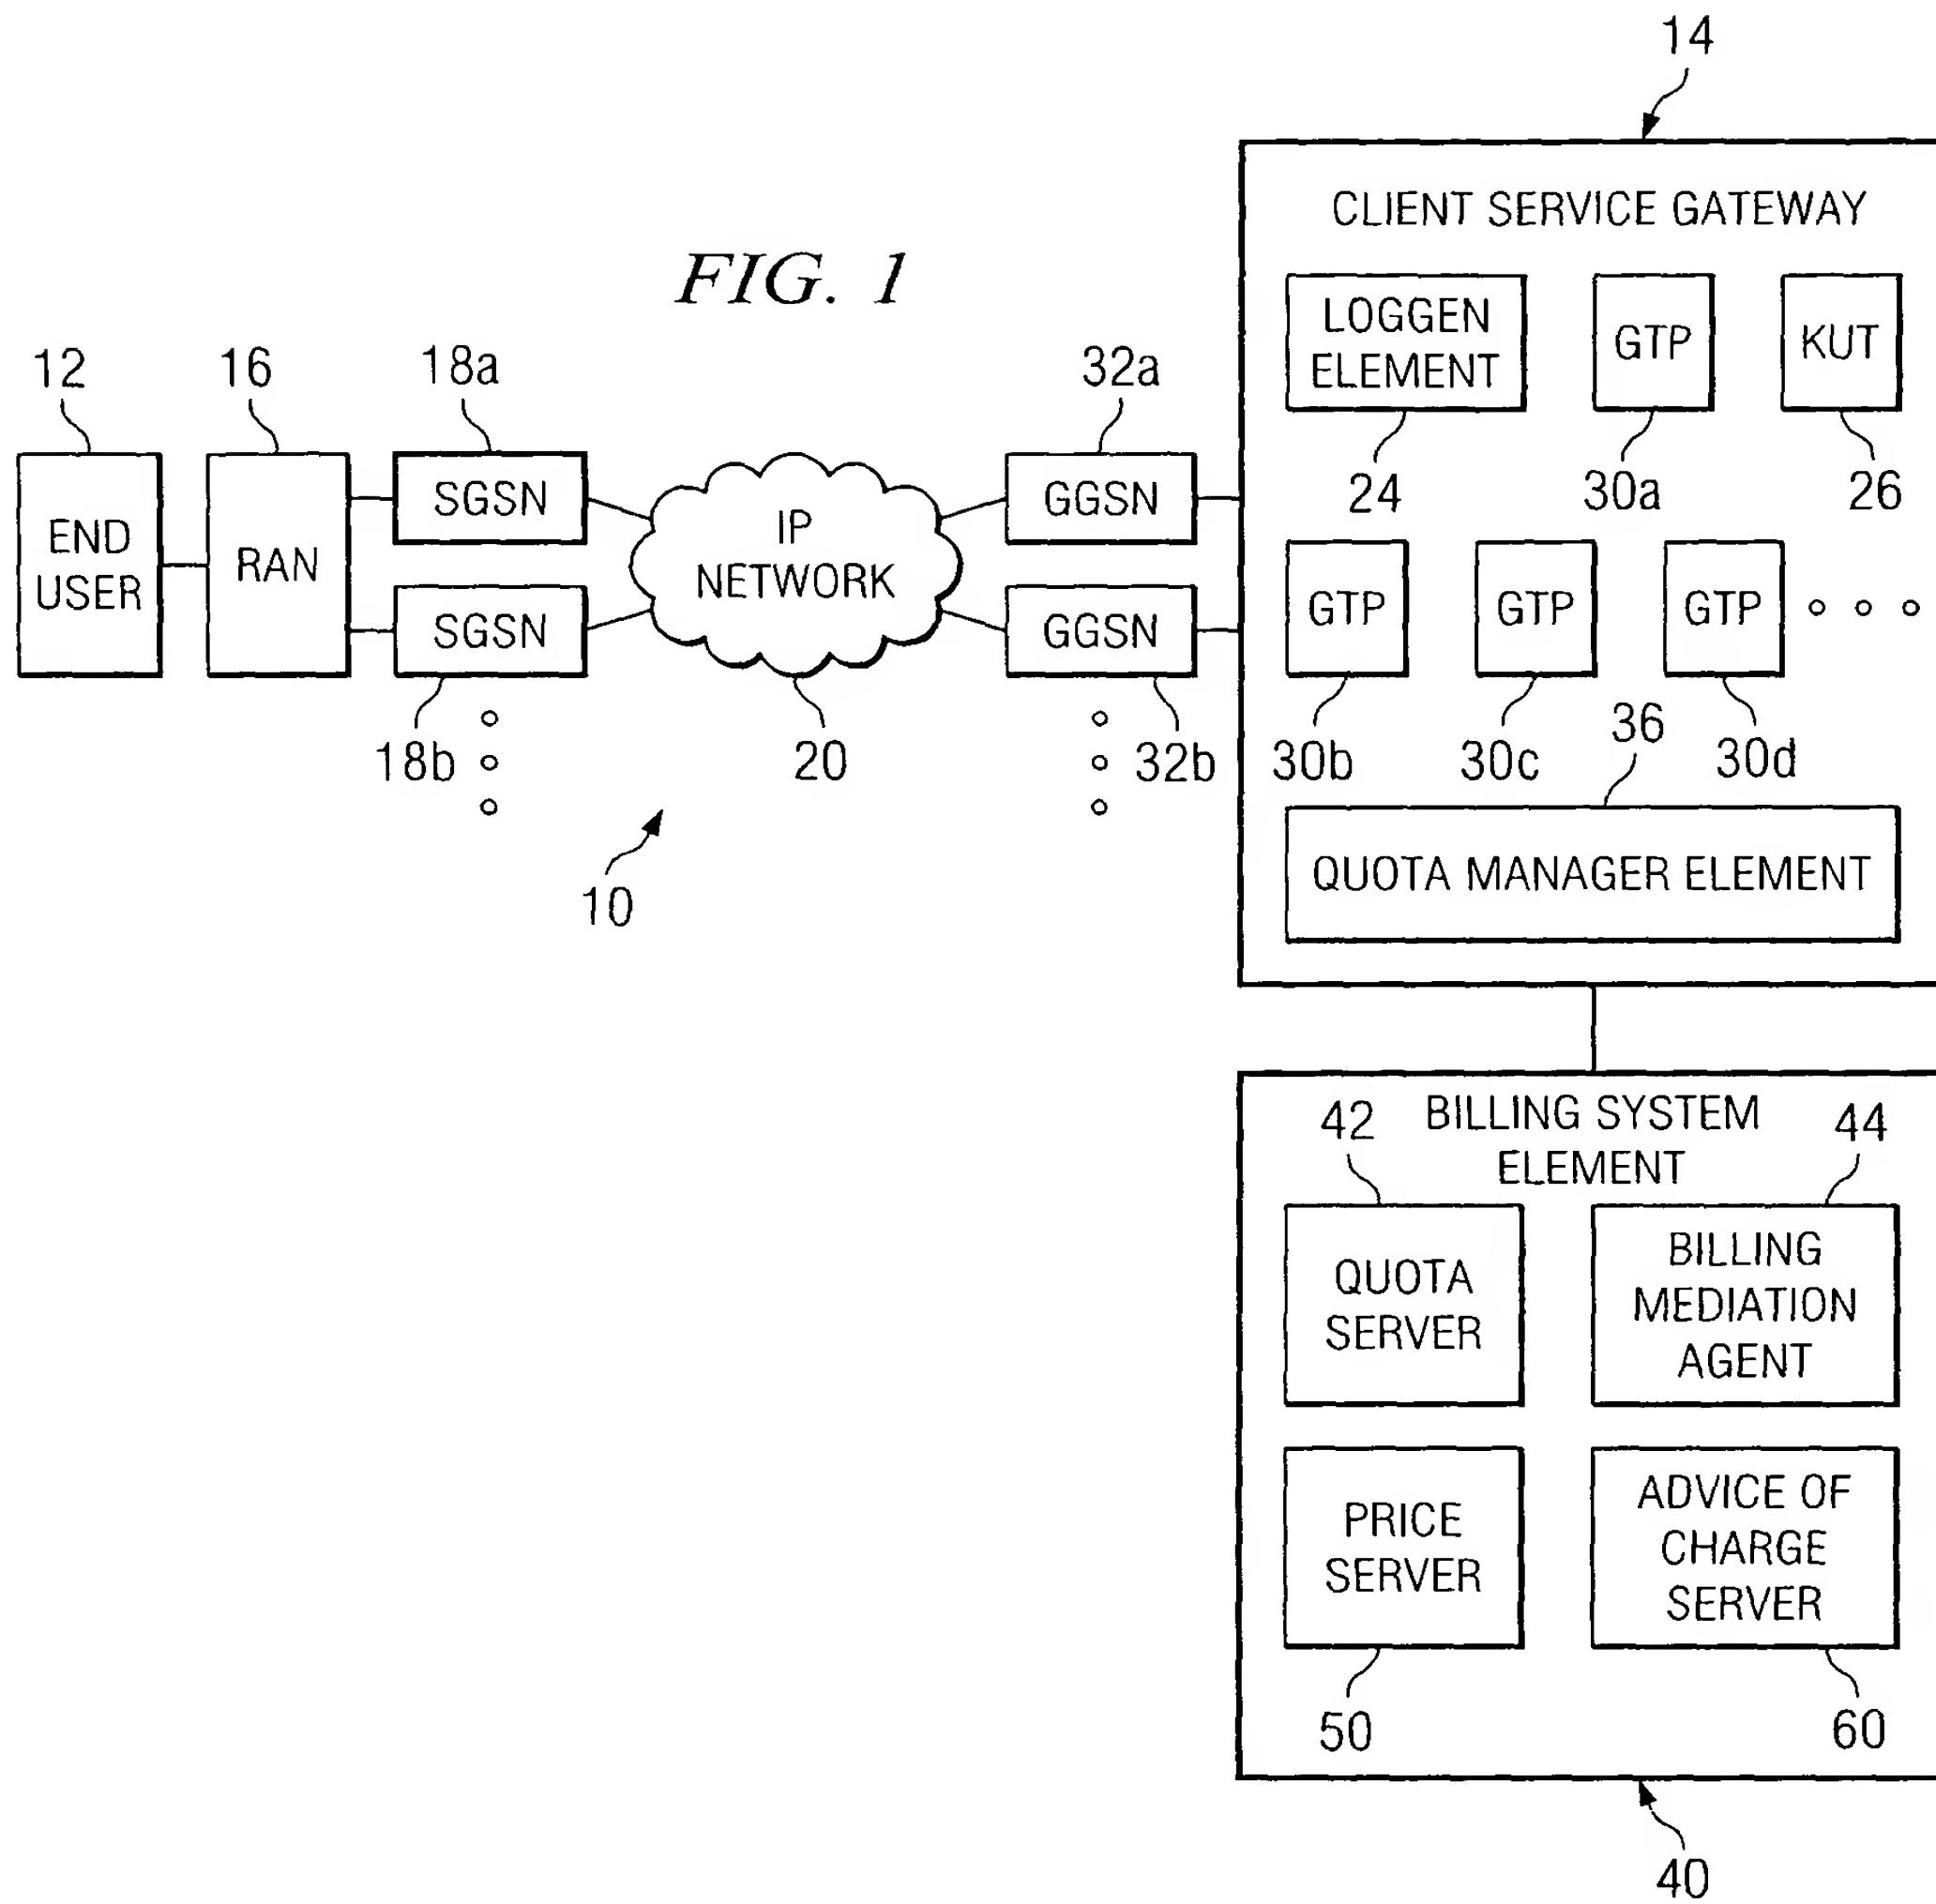 14
CLIENT SERVICE GATEWAY
FIG. 1
LOGGEN
ELEMENT
GTP
KUT
12
16
18a
32a
24
30a
26
END
USER
RAN
SGSN
IP
NETWORK
GGSN
SGSN
GGSN
GTP
GTP
GTP
18b
20
32b
30b
30c
36
30d
10
QUOTA MANAGER ELEMENT
42
BILLING SYSTEM
ELEMENT
44
QUOTA
SERVER
BILLING
MEDIATION
AGENT
PRICE
SERVER
ADVICE OF
CHARGE
SERVER
50
60
40